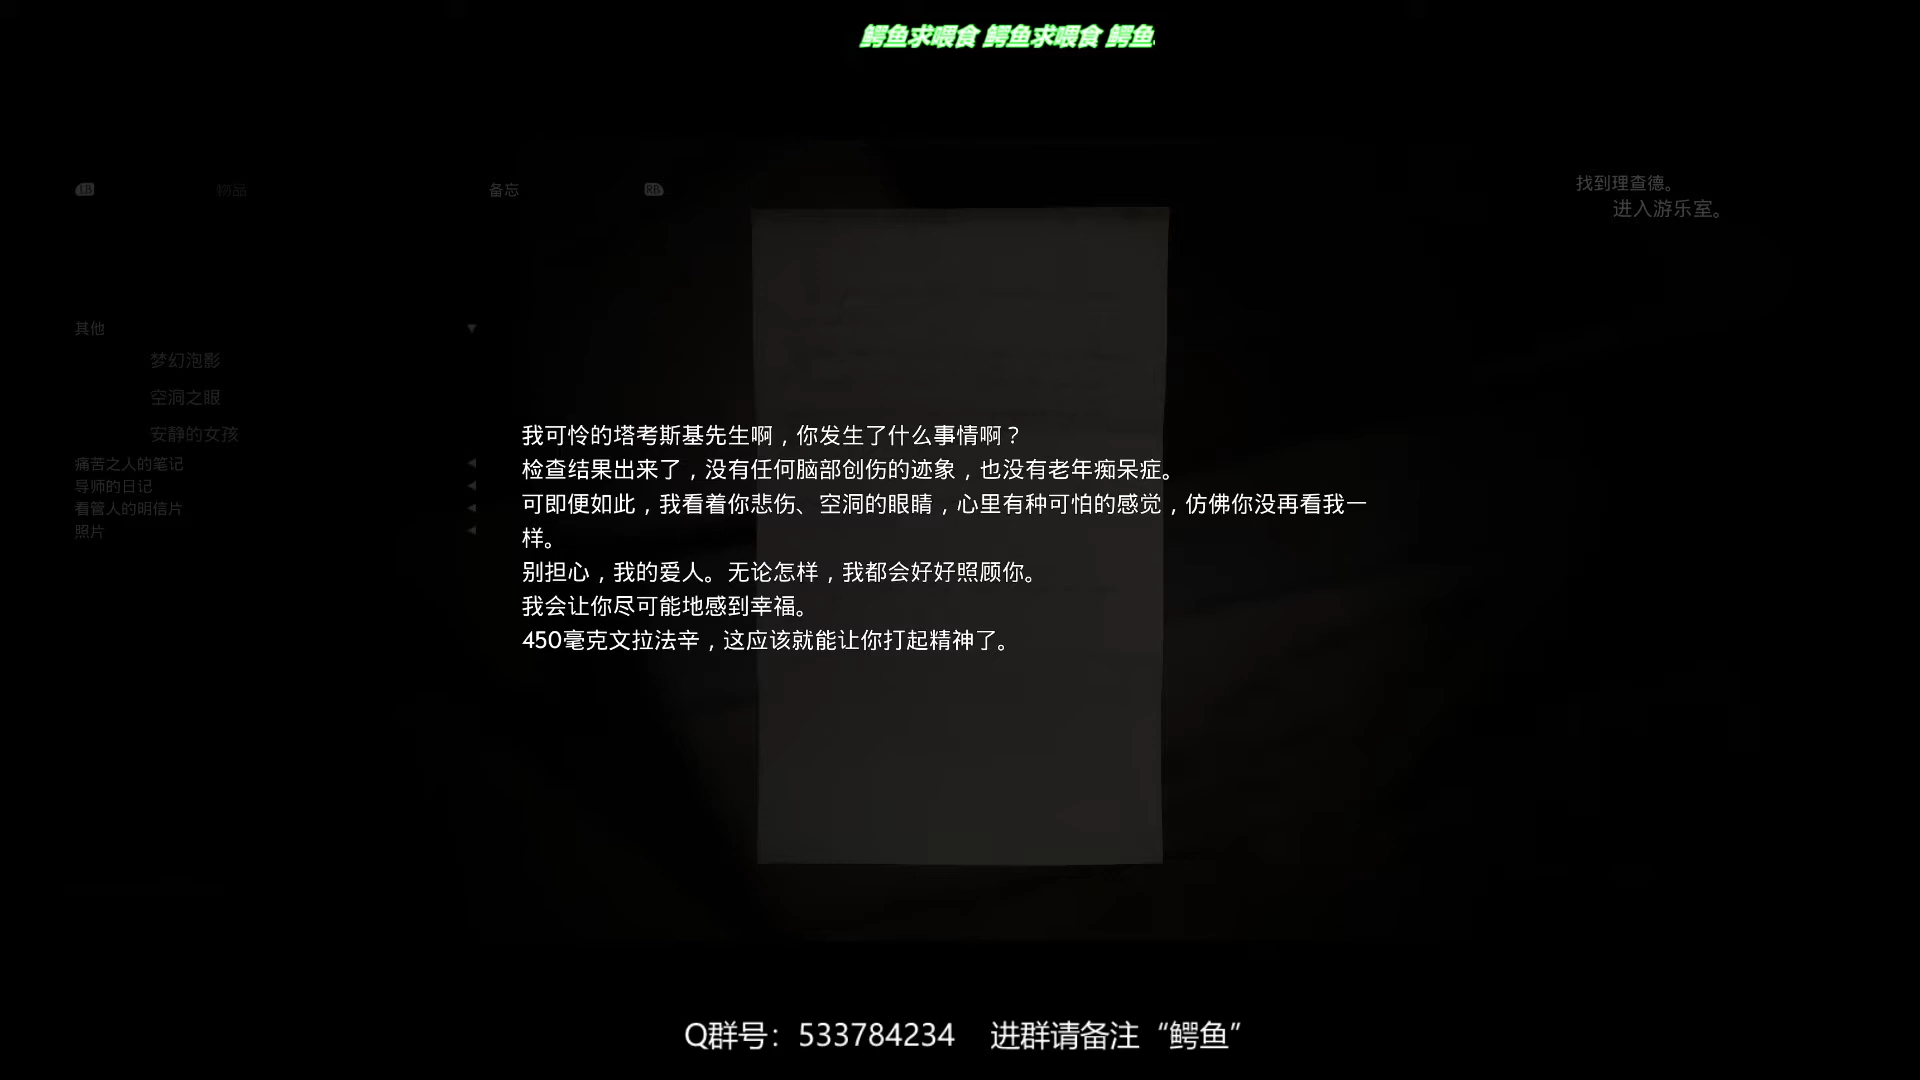 鳄鱼求喂食 鳄鱼求喂食 鳄鱼
LB 物品 备忘 RB
找到理查德。
进入游乐室。
其他
梦幻泡影
空洞之眼
安静的女孩
痛苦之人的笔记
导师的日记
看管人的明信片
照片
我可怜的塔考斯基先生啊，你发生了什么事情啊？
检查结果出来了，没有任何脑部创伤的迹象，也没有老年痴呆症。
可即便如此，我看着你悲伤、空洞的眼睛，心里有种可怕的感觉，仿佛你没再看我一
样。
别担心，我的爱人。无论怎样，我都会好好照顾你。
我会让你尽可能地感到幸福。
450毫克文拉法辛，这应该就能让你打起精神了。
Q群号：533784234 进群请备注“鳄鱼”